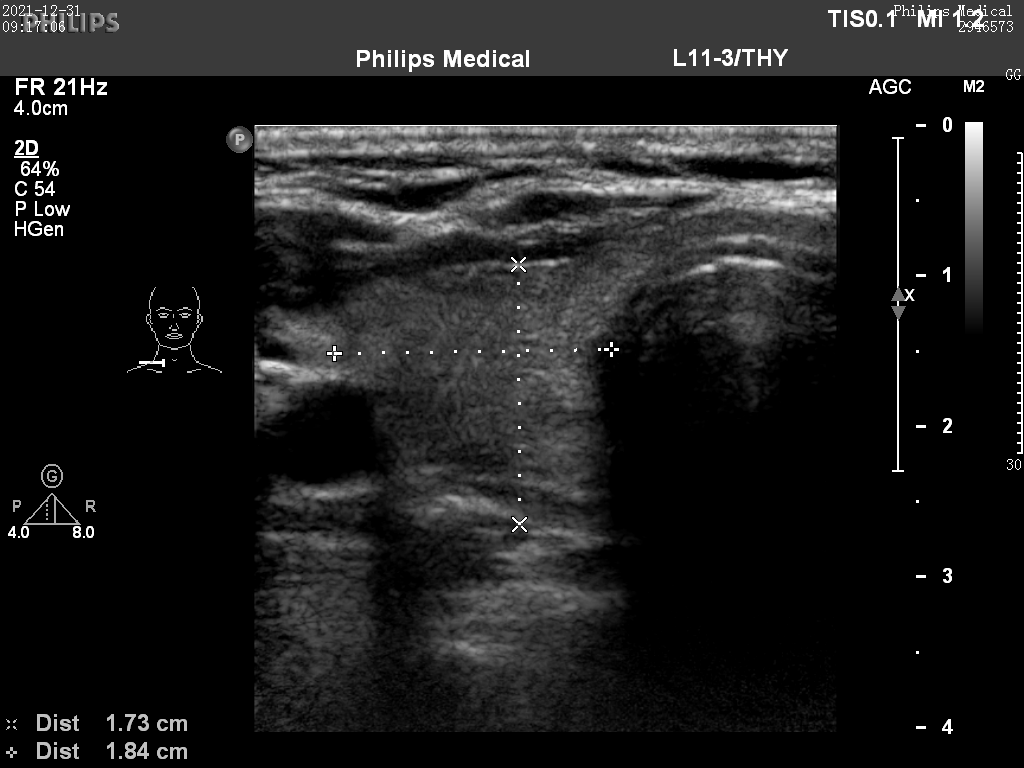 2021-12-31
09:17:06
PHILIPS
TIS0.1 MI 1.2
Philips Medical
2946573
Philips Medical
L11-3/THY
GG
FR 21Hz
4.0cm
AGC
M2
P
0
2D
64%
C 54
P Low
HGen
1
X
2
30
G
P R
4.0 8.0
3
Dist 1.73 cm
Dist 1.84 cm
4